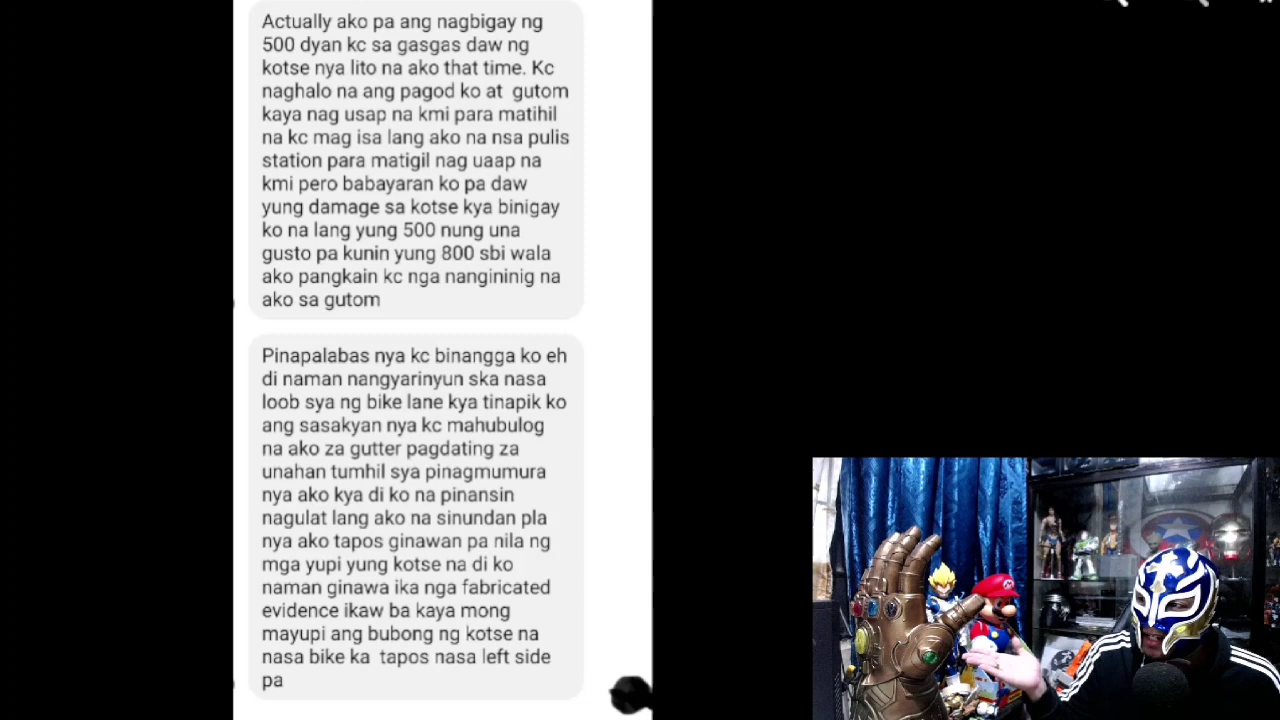 Actually ako pa ang nagbigay ng
500 dyan kc sa gasgas daw ng
kotse nya lito na ako that time. Kc
naghalo na ang pagod ko at gutom
kaya nag usap na kmi para matihil
na kc mag isa lang ako na nsa pulis
station para matigil nag uaap na
kmi pero babayaran ko pa daw
yung damage sa kotse kya binigay
ko na lang yung 500 nung una
gusto pa kunin yung 800 sbi wala
ako pangkain kc nga nangininig na
ako sa gutom
Pinapalabas nya kc binangga ko eh
di naman nangyarinyun ska nasa
loob sya ng bike lane kya tinapik ko
ang sasakyan nya kc mahubulog
na ako za gutter pagdating za
unahan tumhil sya pinagmumura
nya ako kya di ko na pinansin
nagulat lang ako na sinundan pla
nya ako tapos ginawan pa nila ng
mga yupi yung kotse na di ko
naman ginawa ika nga fabricated
evidence ikaw ba kaya mong
mayupi ang bubong ng kotse na
nasa bike ka tapos nasa left side
pa